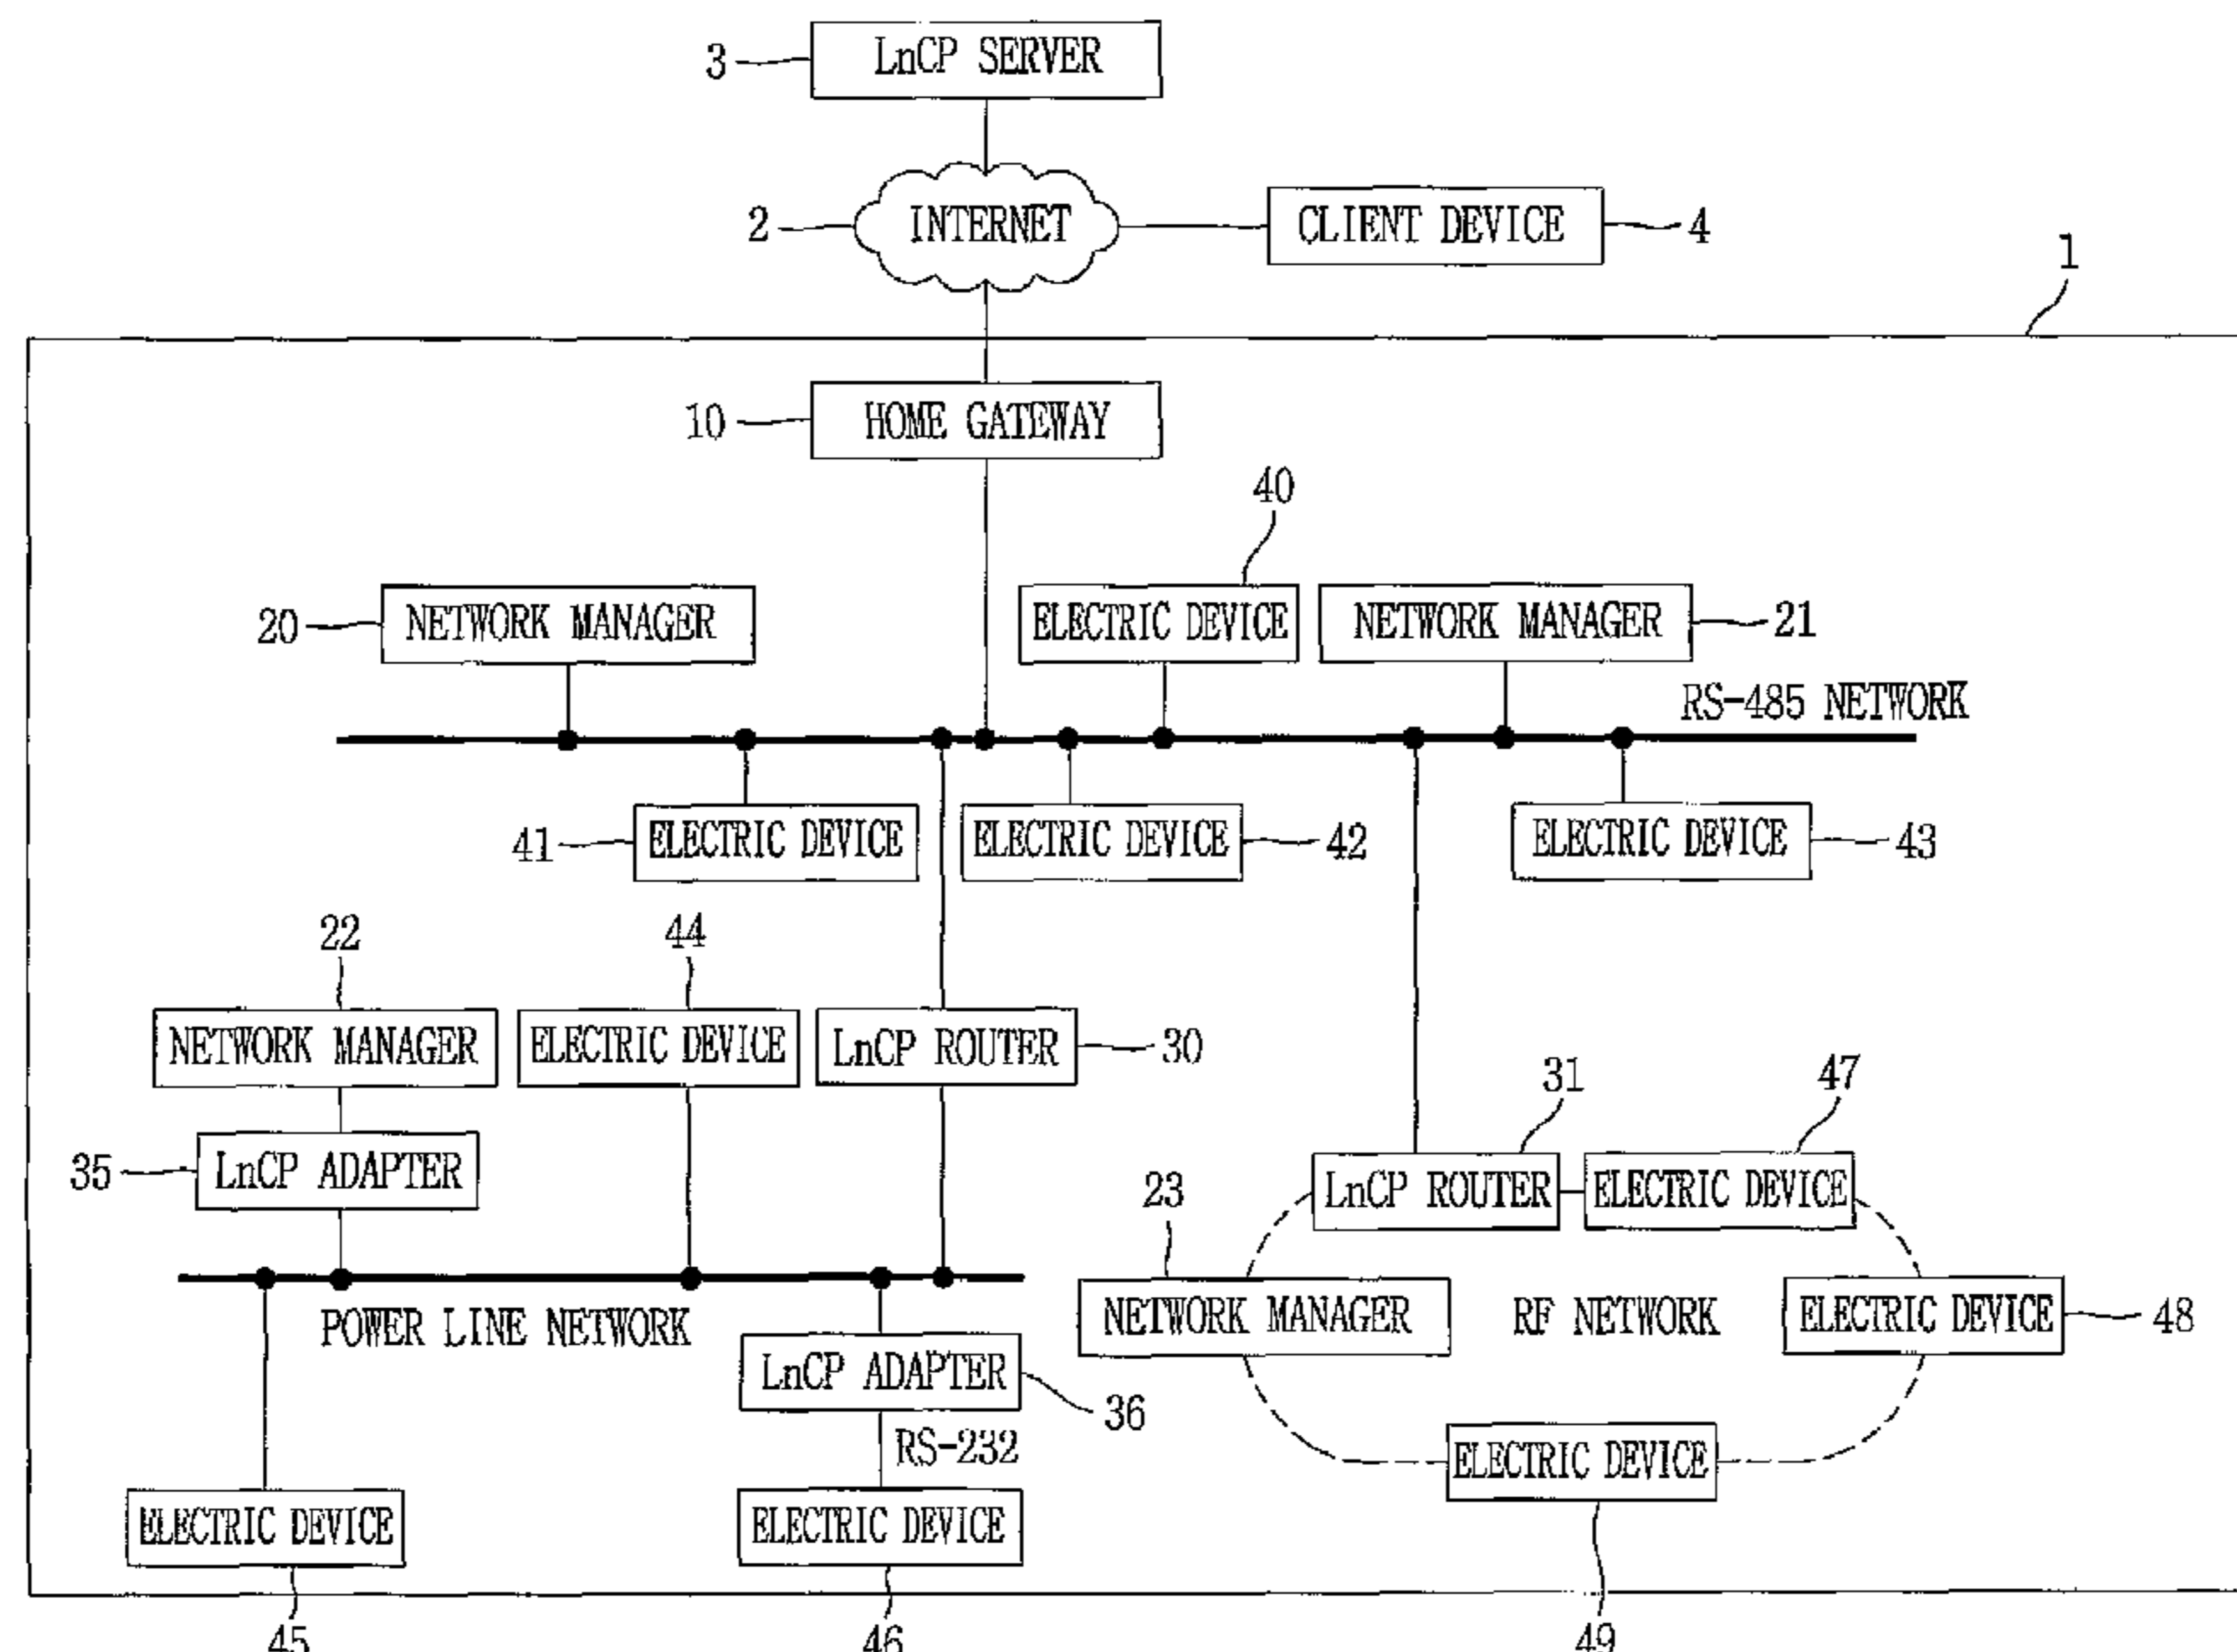 3 LnCP SERVER
2 INTERNET CLIENT DEVICE 4
1
10 HOME GATEWAY
40
20 NETWORK MANAGER ELECTRIC DEVICE NETWORK MANAGER 21
RS-485 NETWORK
41 ELECTRIC DEVICE ELECTRIC DEVICE 42 ELECTRIC DEVICE 43
22 44
NETWORK MANAGER ELECTRIC DEVICE LnCP ROUTER 30
31 47
35 LnCP ADAPTER 23 LnCP ROUTER ELECTRIC DEVICE
POWER LINE NETWORK NETWORK MANAGER RF NETWORK ELECTRIC DEVICE 48
LnCP ADAPTER 36
RS-232 ELECTRIC DEVICE
ELECTRIC DEVICE ELECTRIC DEVICE
45 46 49